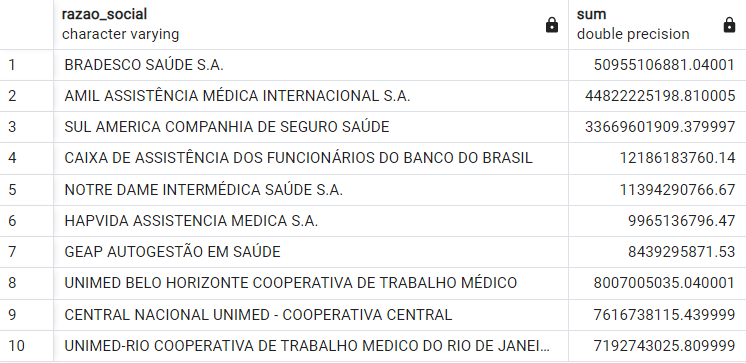 razao_social sum
character varying double precision
1 BRADESCO SAÚDE S.A. 50955106881.04001
2 AMIL ASSISTÊNCIA MÉDICA INTERNACIONAL S.A. 44822225198.810005
3 SUL AMERICA COMPANHIA DE SEGURO SAÚDE 33669601909.379997
4 CAIXA DE ASSISTÊNCIA DOS FUNCIONÁRIOS DO BANCO DO BRASIL 12186183760.14
5 NOTRE DAME INTERMÉDICA SAÚDE S.A. 11394290766.67
6 HAPVIDA ASSISTENCIA MEDICA S.A. 9965136796.47
7 GEAP AUTOGESTÃO EM SAÚDE 8439295871.53
8 UNIMED BELO HORIZONTE COOPERATIVA DE TRABALHO MÉDICO 8007005035.040001
9 CENTRAL NACIONAL UNIMED - COOPERATIVA CENTRAL 7616738115.439999
10 UNIMED-RIO COOPERATIVA DE TRABALHO MEDICO DO RIO DE JANEI... 7192743025.809999